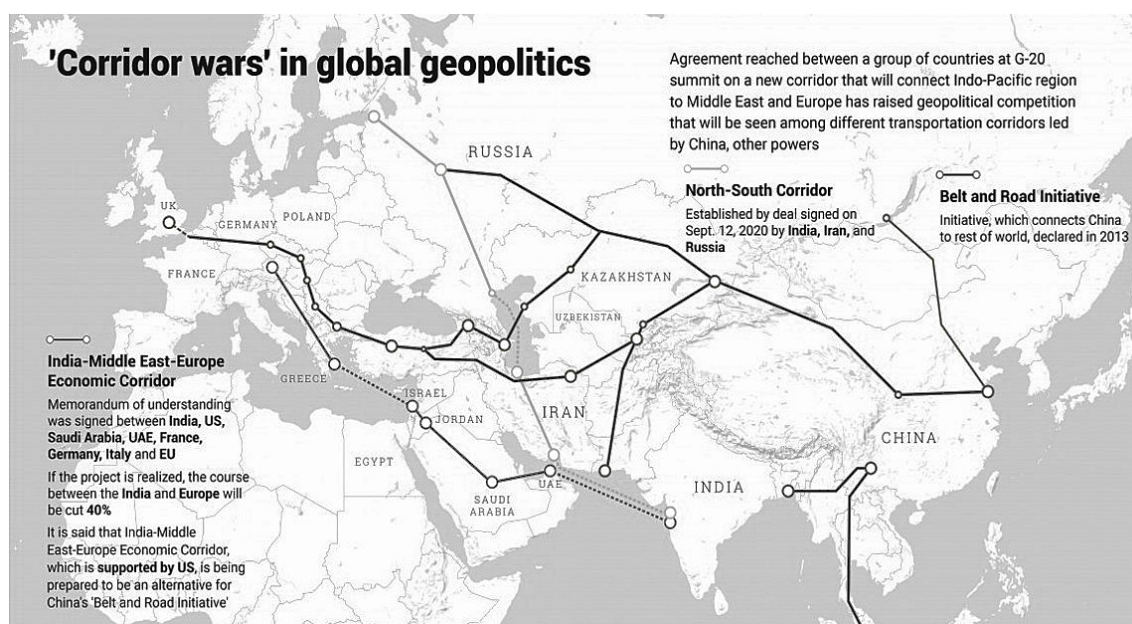 'Corridor wars' in global geopolitics
Agreement reached between a group of countries at G-20
summit on a new corridor that will connect Indo-Pacific region
to Middle East and Europe has raised geopolitical competition
that will be seen among different transportation corridors led
by China, other powers
North-South Corridor
Established by deal signed on
Sept. 12, 2020 by India, Iran, and
Russia
Belt and Road Initiative
Initiative, which connects China
to rest of world, declared in 2013
RUSSIA
UK
GERMANY
POLAND
FRANCE
KAZAKHSTAN
UZBEKISTAN
GREECE
ISRAEL
JORDAN
IRAN
EGYPT
UAE
SAUDI
ARABIA
INDIA
CHINA
India-Middle East-Europe
Economic Corridor
Memorandum of understanding
was signed between India, US,
Saudi Arabia, UAE, France,
Germany, Italy and EU
If the project is realized, the course
between the India and Europe will
be cut 40%
It is said that India-Middle
East-Europe Economic Corridor,
which is supported by US, is being
prepared to be an alternative for
China's 'Belt and Road Initiative'